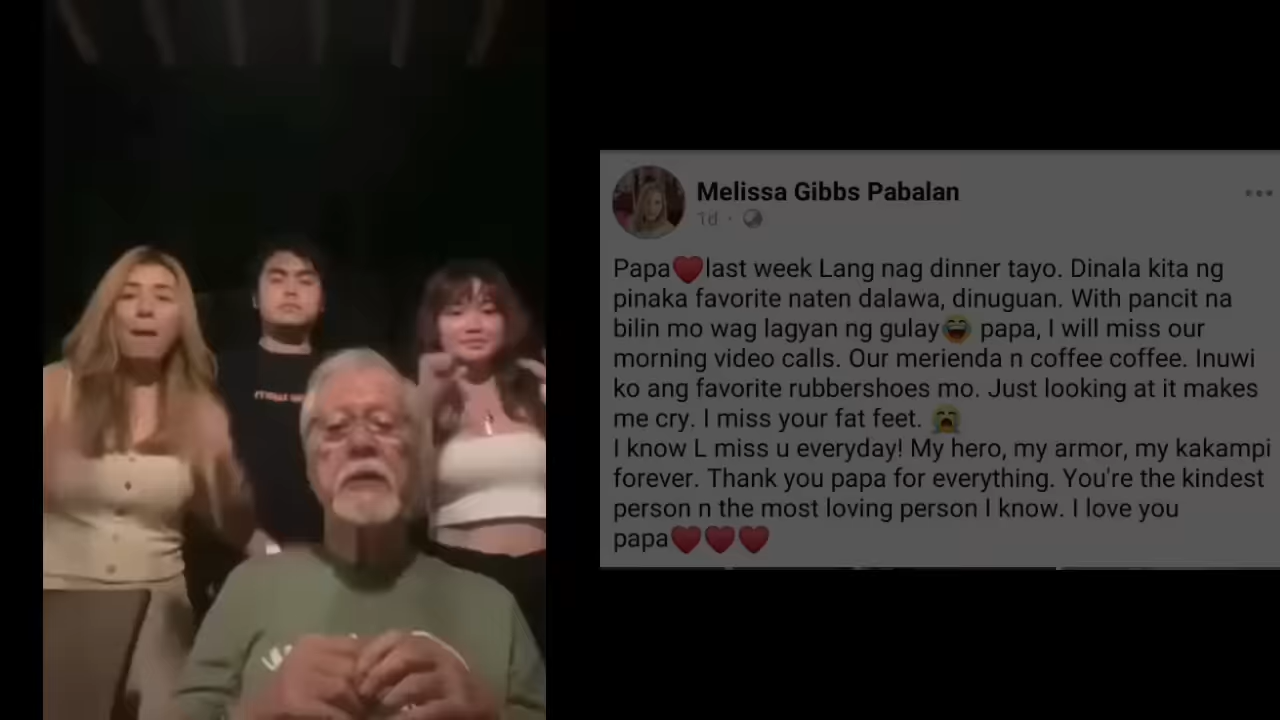 Melissa Gibbs Pabalan
1d ·
Papa❤️last week Lang nag dinner tayo. Dinala kita ng
pinaka favorite naten dalawa, dinuguan. With pancit na
bilin mo wag lagyan ng gulay😂 papa, I will miss our
morning video calls. Our merienda n coffee coffee. Inuwi
ko ang favorite rubbershoes mo. Just looking at it makes
me cry. I miss your fat feet. 😭
I know L miss u everyday! My hero, my armor, my kakampi
forever. Thank you papa for everything. You're the kindest
person n the most loving person I know. I love you
papa❤️❤️❤️